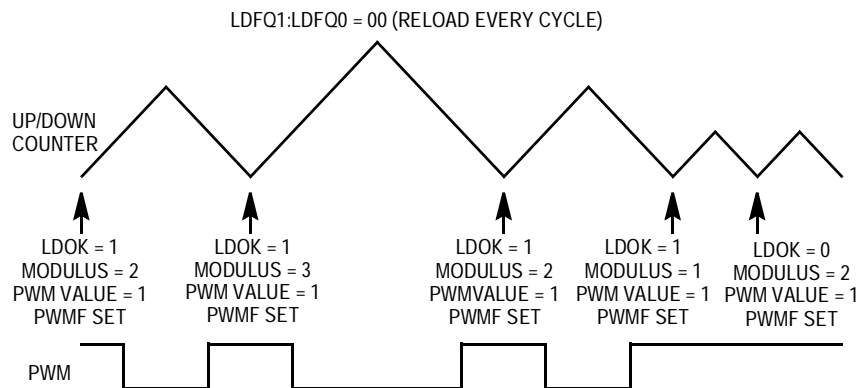 LDFQ1:LDFQ0 = 00 (RELOAD EVERY CYCLE)
UP/DOWN
COUNTER
LDOK = 1
MODULUS = 2
PWM VALUE = 1
PWMF SET
LDOK = 1
MODULUS = 3
PWM VALUE = 1
PWMF SET
LDOK = 1
MODULUS = 2
PWMVALUE = 1
PWMF SET
LDOK = 1
MODULUS = 1
PWM VALUE = 1
PWMF SET
LDOK = 0
MODULUS = 2
PWM VALUE = 1
PWMF SET
PWM